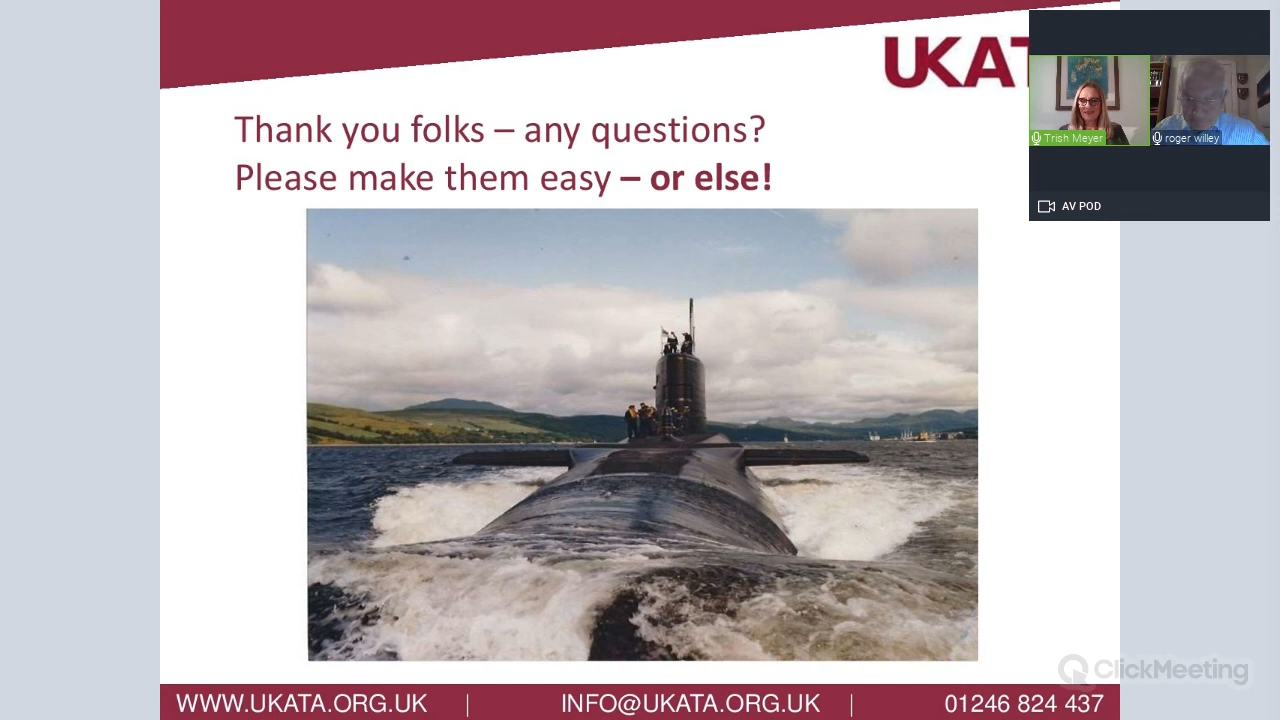 UKAT
Thank you folks – any questions?
Please make them easy – or else!
Trish Meyer
roger willey
AV POD
ClickMeeting
WWW.UKATA.ORG.UK | INFO@UKATA.ORG.UK | 01246 824 437